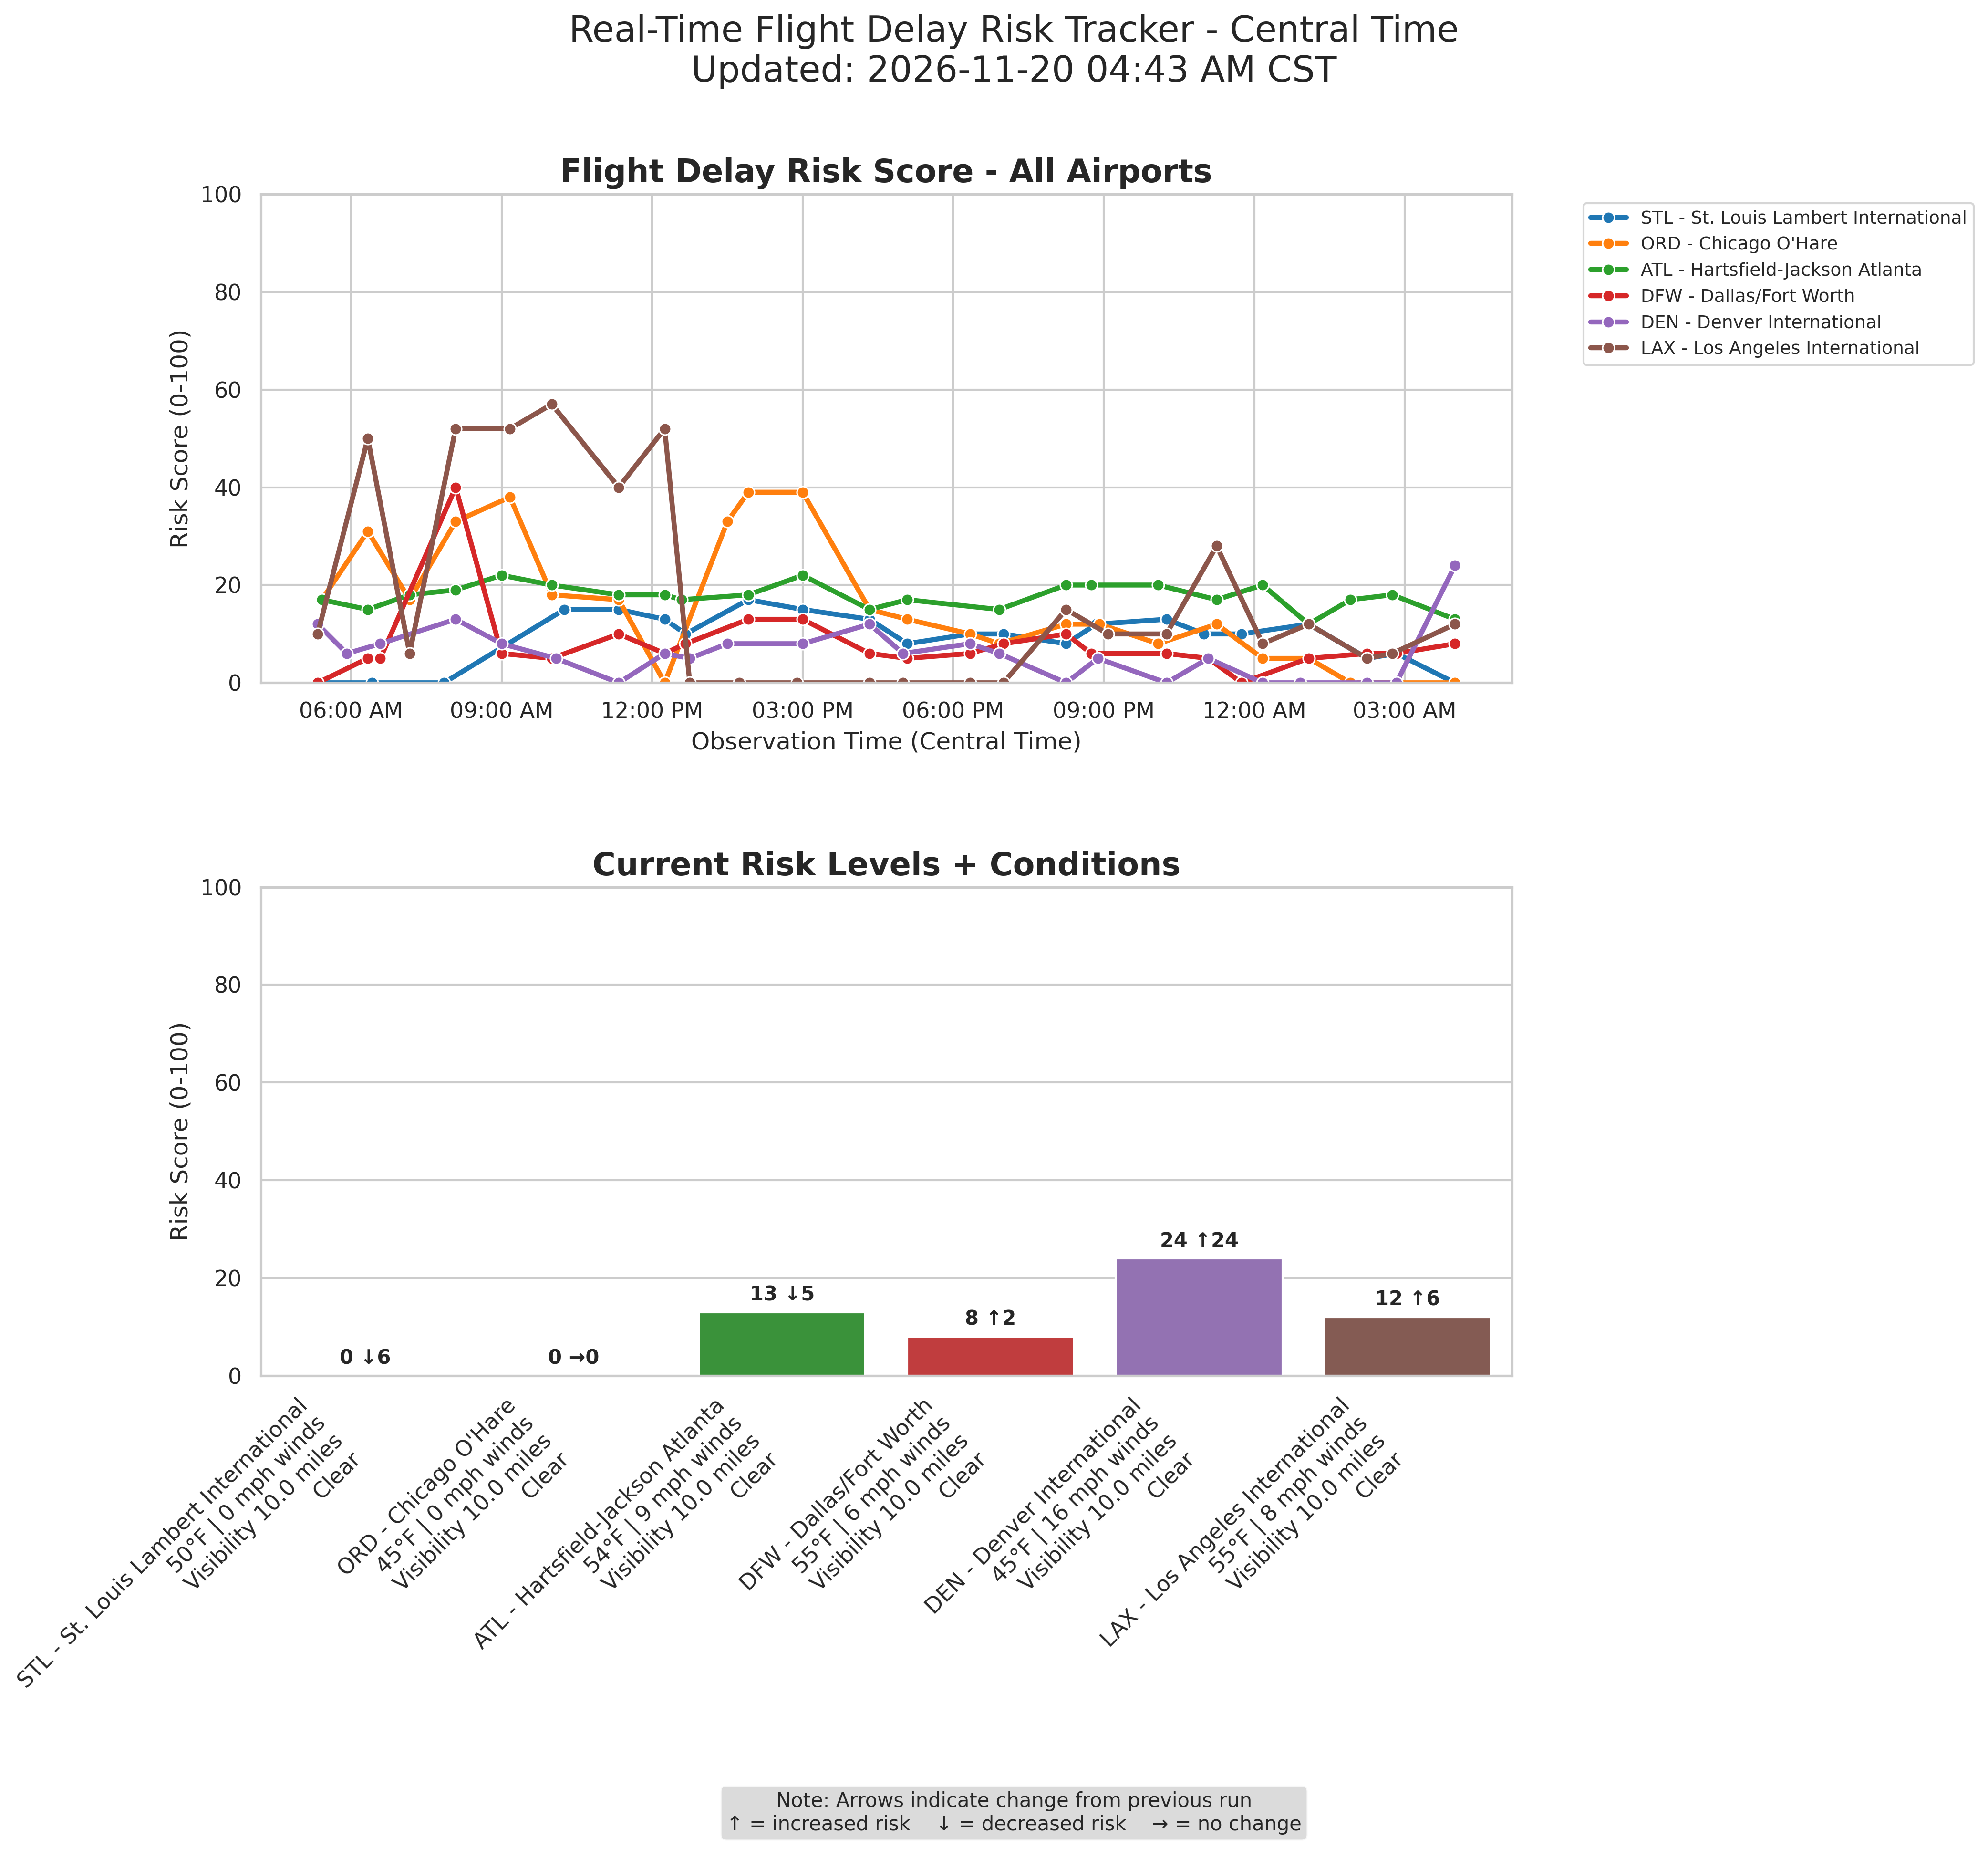 Real-Time Flight Delay Risk Tracker - Central Time
Updated: 2026-11-20 04:43 AM CST
Flight Delay Risk Score - All Airports
Risk Score (0-100)
100
80
60
40
20
0
06:00 AM
09:00 AM
12:00 PM
03:00 PM
06:00 PM
09:00 PM
12:00 AM
03:00 AM
Observation Time (Central Time)
STL - St. Louis Lambert International
ORD - Chicago O'Hare
ATL - Hartsfield-Jackson Atlanta
DFW - Dallas/Fort Worth
DEN - Denver International
LAX - Los Angeles International
Current Risk Levels + Conditions
Risk Score (0-100)
100
80
60
40
20
0
0 ↓6
0 →0
13 ↓5
8 ↑2
24 ↑24
12 ↑6
STL - St. Louis Lambert International
50°F | 0 mph winds
Visibility 10.0 miles
Clear
ORD - Chicago O'Hare
45°F | 0 mph winds
Visibility 10.0 miles
Clear
ATL - Hartsfield-Jackson Atlanta
54°F | 9 mph winds
Visibility 10.0 miles
Clear
DFW - Dallas/Fort Worth
55°F | 6 mph winds
Visibility 10.0 miles
Clear
DEN - Denver International
45°F | 16 mph winds
Visibility 10.0 miles
Clear
LAX - Los Angeles International
55°F | 8 mph winds
Visibility 10.0 miles
Clear
Note: Arrows indicate change from previous run
↑ = increased risk ↓ = decreased risk → = no change